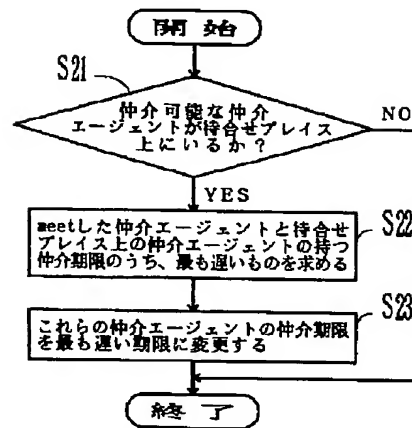 開始
S21
仲介可能な仲介
エージェントが待合せプレイス
上にいるか？
NO
YES
meetした仲介エージェントと待合せ
プレイス上の仲介エージェントの持つ
仲介期限のうち、最も遅いものを求める
S22
これらの仲介エージェントの仲介期限
を最も遅い期限に変更する
S23
終了